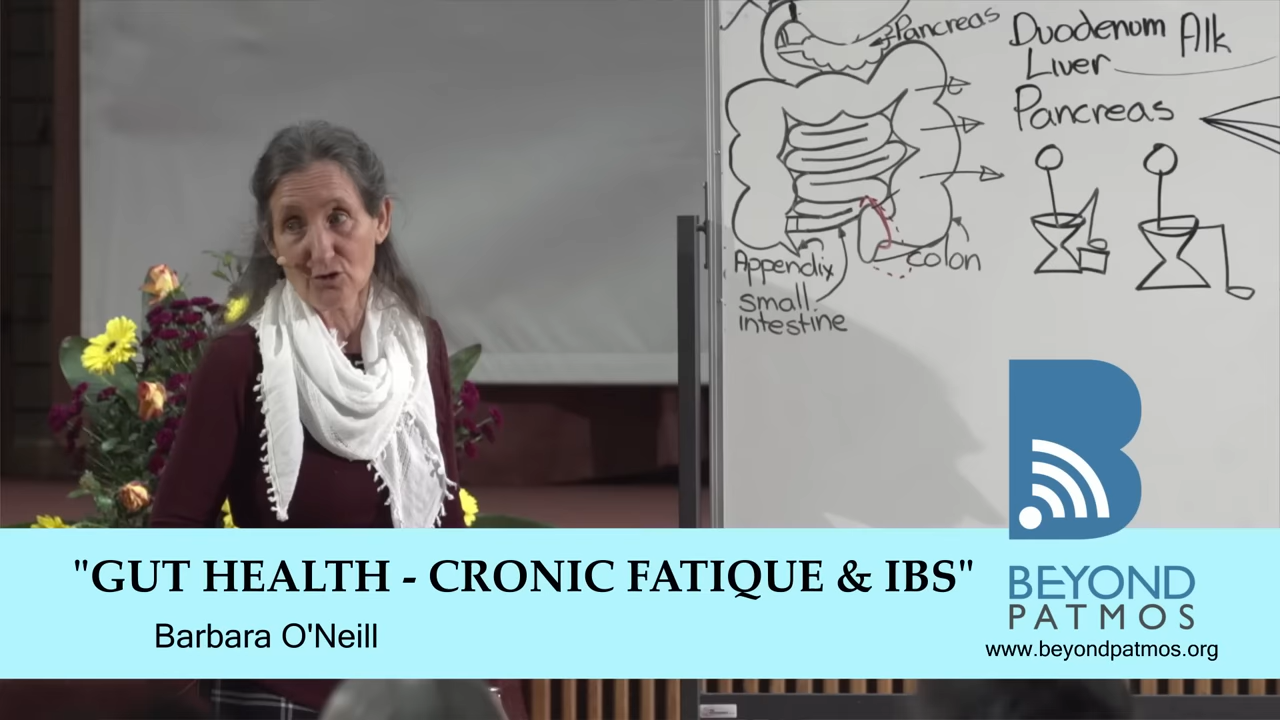 Pancreas
Duodenum Alk
Liver
Pancreas
Appendix
small
intestine
colon
"GUT HEALTH - CRONIC FATIQUE & IBS"
Barbara O'Neill
B
BEYOND
PATMOS
www.beyondpatmos.org